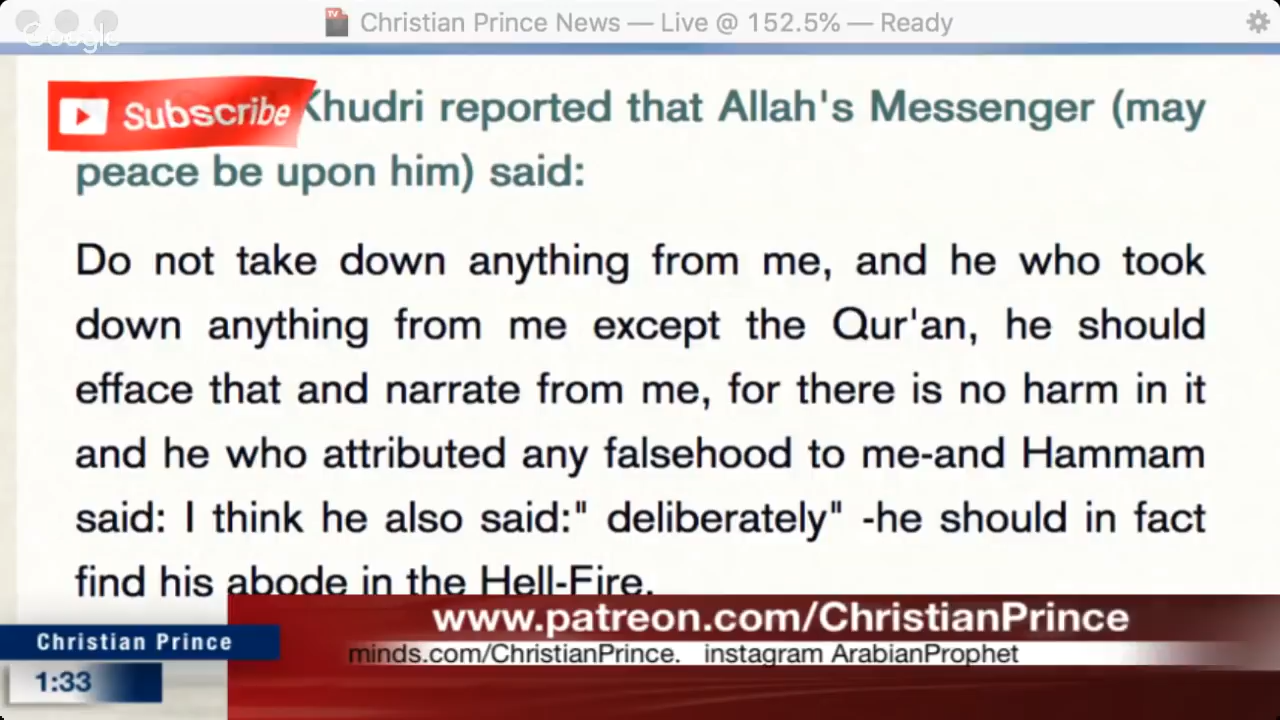 Christian Prince News — Live @ 152.5% — Ready
Google
Subscribe
Khudri reported that Allah's Messenger (may
peace be upon him) said:
Do not take down anything from me, and he who took
down anything from me except the Qur'an, he should
efface that and narrate from me, for there is no harm in it
and he who attributed any falsehood to me-and Hammam
said: I think he also said:" deliberately" -he should in fact
find his abode in the Hell-Fire.
www.patreon.com/ChristianPrince
Christian Prince
minds.com/ChristianPrince. instagram ArabianProphet
1:33